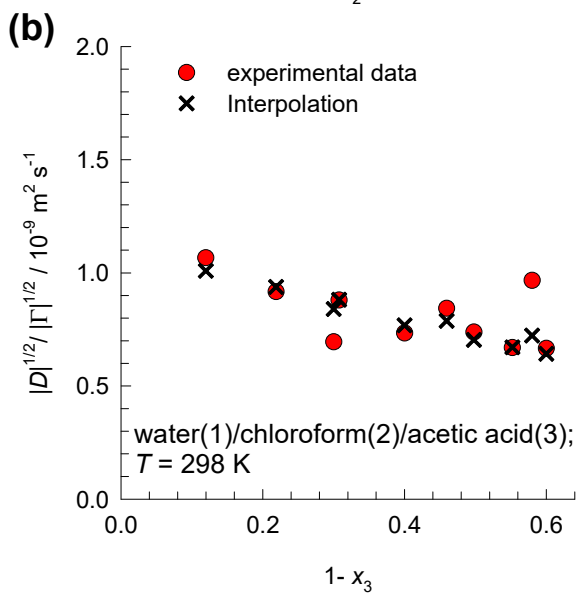 2
(b)
2.0
experimental data
Interpolation
1.5
1.0
0.5
0.0
|D|1/2/ |Γ|1/2 / 10-9 m2 s-1
water(1)/chloroform(2)/acetic acid(3);
T = 298 K
0.0 0.2 0.4 0.6
1- x3